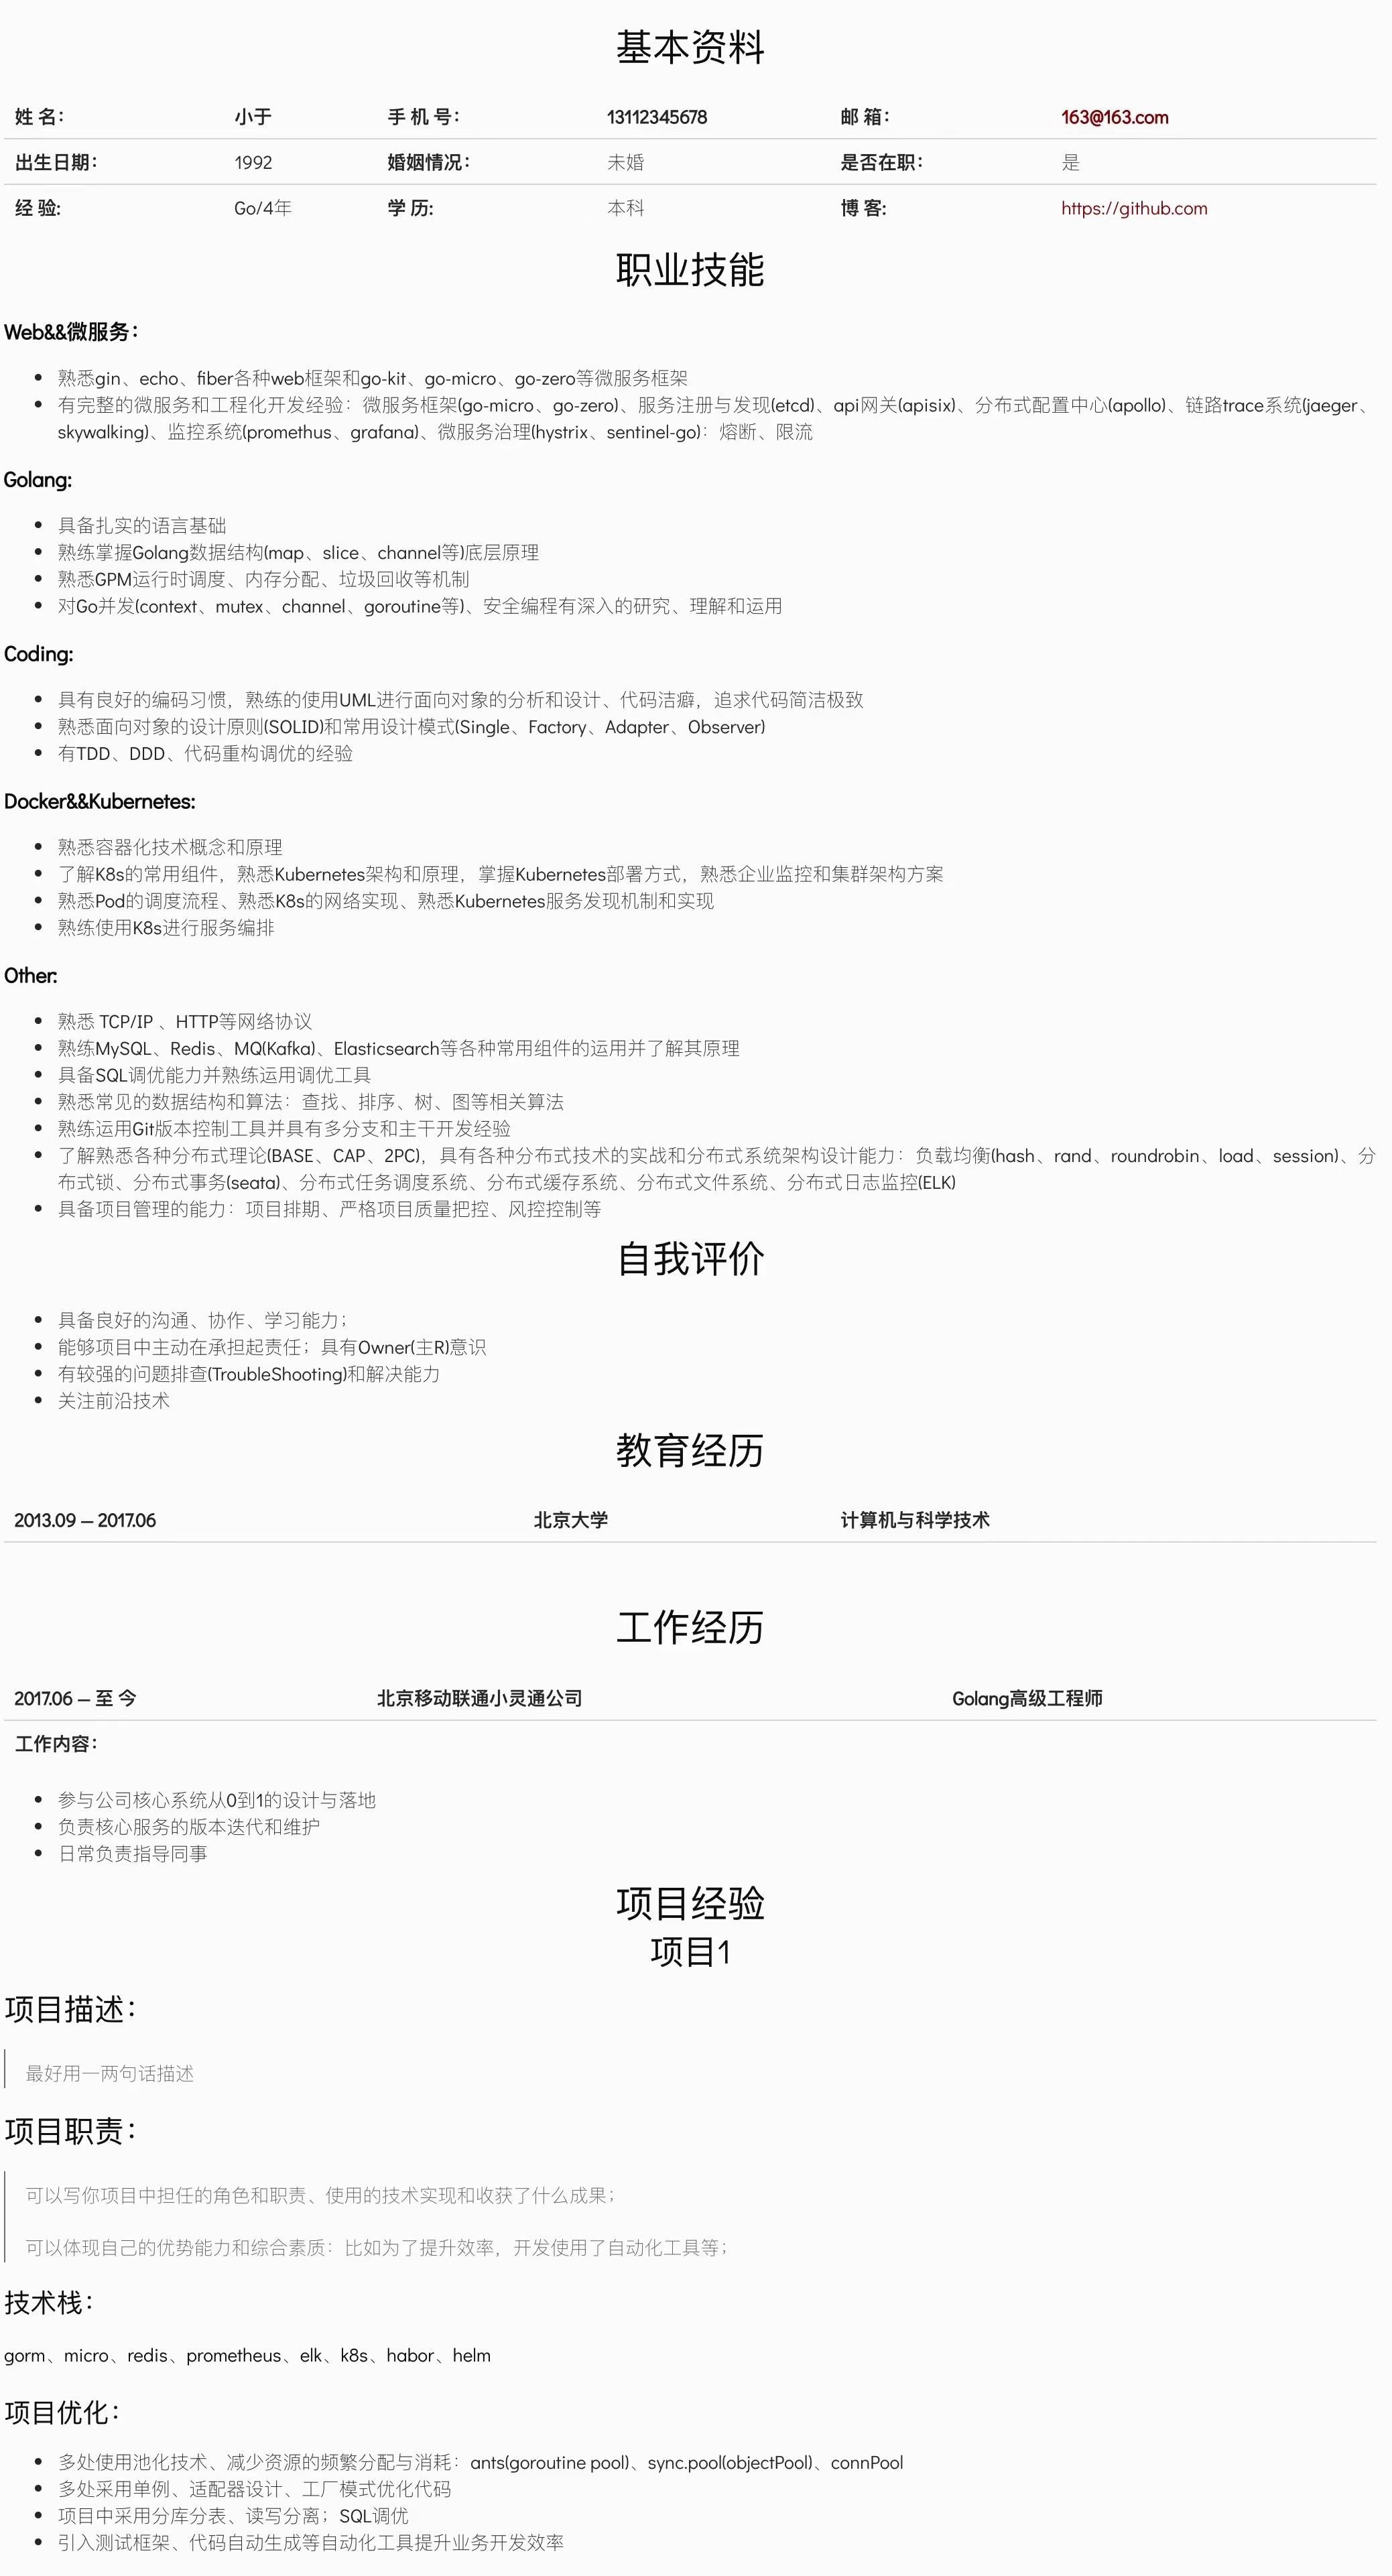 基本资料
姓 名： 小于 手 机 号： 13112345678 邮 箱： 163@163.com
出生日期： 1992 婚姻情况： 未婚 是否在职： 是
经 验: Go/4年 学 历: 本科 博 客: https://github.com
职业技能
Web&&微服务：
熟悉gin、echo、fiber各种web框架和go-kit、go-micro、go-zero等微服务框架
有完整的微服务和工程化开发经验：微服务框架(go-micro、go-zero)、服务注册与发现(etcd)、api网关(apisix)、分布式配置中心(apollo)、链路trace系统(jaeger、
skywalking)、监控系统(promethus、grafana)、微服务治理(hystrix、sentinel-go)：熔断、限流
Golang:
具备扎实的语言基础
熟练掌握Golang数据结构(map、slice、channel等)底层原理
熟悉GPM运行时调度、内存分配、垃圾回收等机制
对Go并发(context、mutex、channel、goroutine等)、安全编程有深入的研究、理解和运用
Coding:
具有良好的编码习惯，熟练的使用UML进行面向对象的分析和设计、代码洁癖，追求代码简洁极致
熟悉面向对象的设计原则(SOLID)和常用设计模式(Single、Factory、Adapter、Observer)
有TDD、DDD、代码重构调优的经验
Docker&&Kubernetes:
熟悉容器化技术概念和原理
了解K8s的常用组件，熟悉Kubernetes架构和原理，掌握Kubernetes部署方式，熟悉企业监控和集群架构方案
熟悉Pod的调度流程、熟悉K8s的网络实现、熟悉Kubernetes服务发现机制和实现
熟练使用K8s进行服务编排
Other:
熟悉 TCP/IP 、HTTP等网络协议
熟练MySQL、Redis、MQ(Kafka)、Elasticsearch等各种常用组件的运用并了解其原理
具备SQL调优能力并熟练运用调优工具
熟悉常见的数据结构和算法：查找、排序、树、图等相关算法
熟练运用Git版本控制工具并具有多分支和主干开发经验
了解熟悉各种分布式理论(BASE、CAP、2PC)，具有各种分布式技术的实战和分布式系统架构设计能力：负载均衡(hash、rand、roundrobin、load、session)、分
布式锁、分布式事务(seata)、分布式任务调度系统、分布式缓存系统、分布式文件系统、分布式日志监控(ELK)
具备项目管理的能力：项目排期、严格项目质量把控、风控控制等
自我评价
具备良好的沟通、协作、学习能力；
能够项目中主动在承担起责任；具有Owner(主R)意识
有较强的问题排查(TroubleShooting)和解决能力
关注前沿技术
教育经历
2013.09 — 2017.06 北京大学 计算机与科学技术
工作经历
2017.06 — 至 今 北京移动联通小灵通公司 Golang高级工程师
工作内容：
参与公司核心系统从0到1的设计与落地
负责核心服务的版本迭代和维护
日常负责指导同事
项目经验
项目1
项目描述：
最好用一两句话描述
项目职责：
可以写你项目中担任的角色和职责、使用的技术实现和收获了什么成果；
可以体现自己的优势能力和综合素质：比如为了提升效率，开发使用了自动化工具等；
技术栈：
gorm、micro、redis、prometheus、elk、k8s、habor、helm
项目优化：
多处使用池化技术、减少资源的频繁分配与消耗：ants(goroutine pool)、sync.pool(objectPool)、connPool
多处采用单例、适配器设计、工厂模式优化代码
项目中采用分库分表、读写分离；SQL调优
引入测试框架、代码自动生成等自动化工具提升业务开发效率